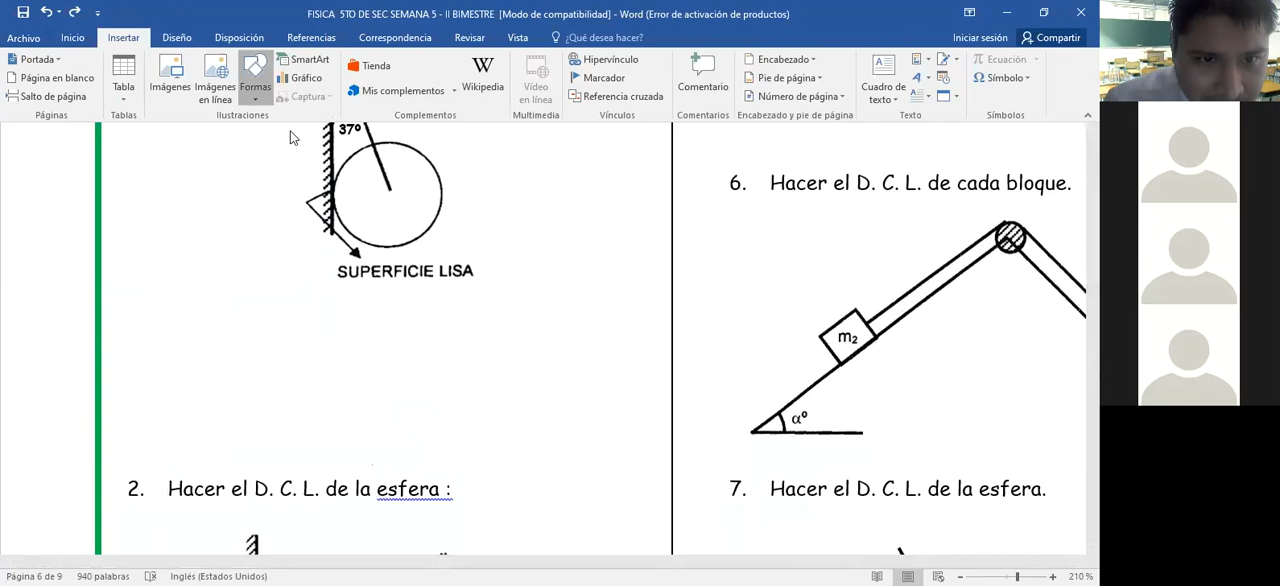 FISICA 5TO DE SEC SEMANA 5 - II BIMESTRE [Modo de compatibilidad] - Word (Error de activación de productos)
Archivo Inicio Insertar Diseño Disposición Referencias Correspondencia Revisar Vista ¿Qué desea hacer? Iniciar sesión Compartir
Portada
Página en blanco
Salto de página
Páginas
Tabla
Tablas
Imágenes
Imágenes en línea
Formas
SmartArt
Gráfico
Captura
Ilustraciones
Tienda
Mis complementos
W
Wikipedia
Complementos
Vídeo en línea
Multimedia
Hipervínculo
Marcador
Referencia cruzada
Vínculos
Comentario
Comentarios
Encabezado
Pie de página
Número de página
Encabezado y pie de página
Cuadro de texto
Texto
π Ecuación
Ω Símbolo
Símbolos
37º
SUPERFICIE LISA
2. Hacer el D. C. L. de la esfera :
6. Hacer el D. C. L. de cada bloque.
m₂
αº
7. Hacer el D. C. L. de la esfera.
Página 6 de 9 940 palabras Inglés (Estados Unidos) 210 %